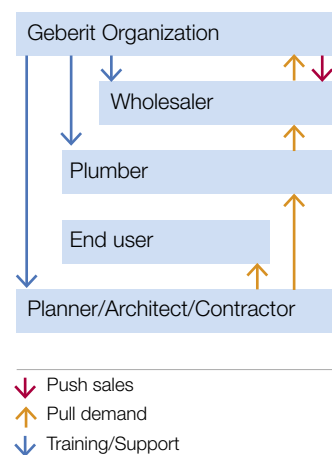 Geberit Organization
Wholesaler
Plumber
End user
Planner/Architect/Contractor
Push sales
Pull demand
Training/Support